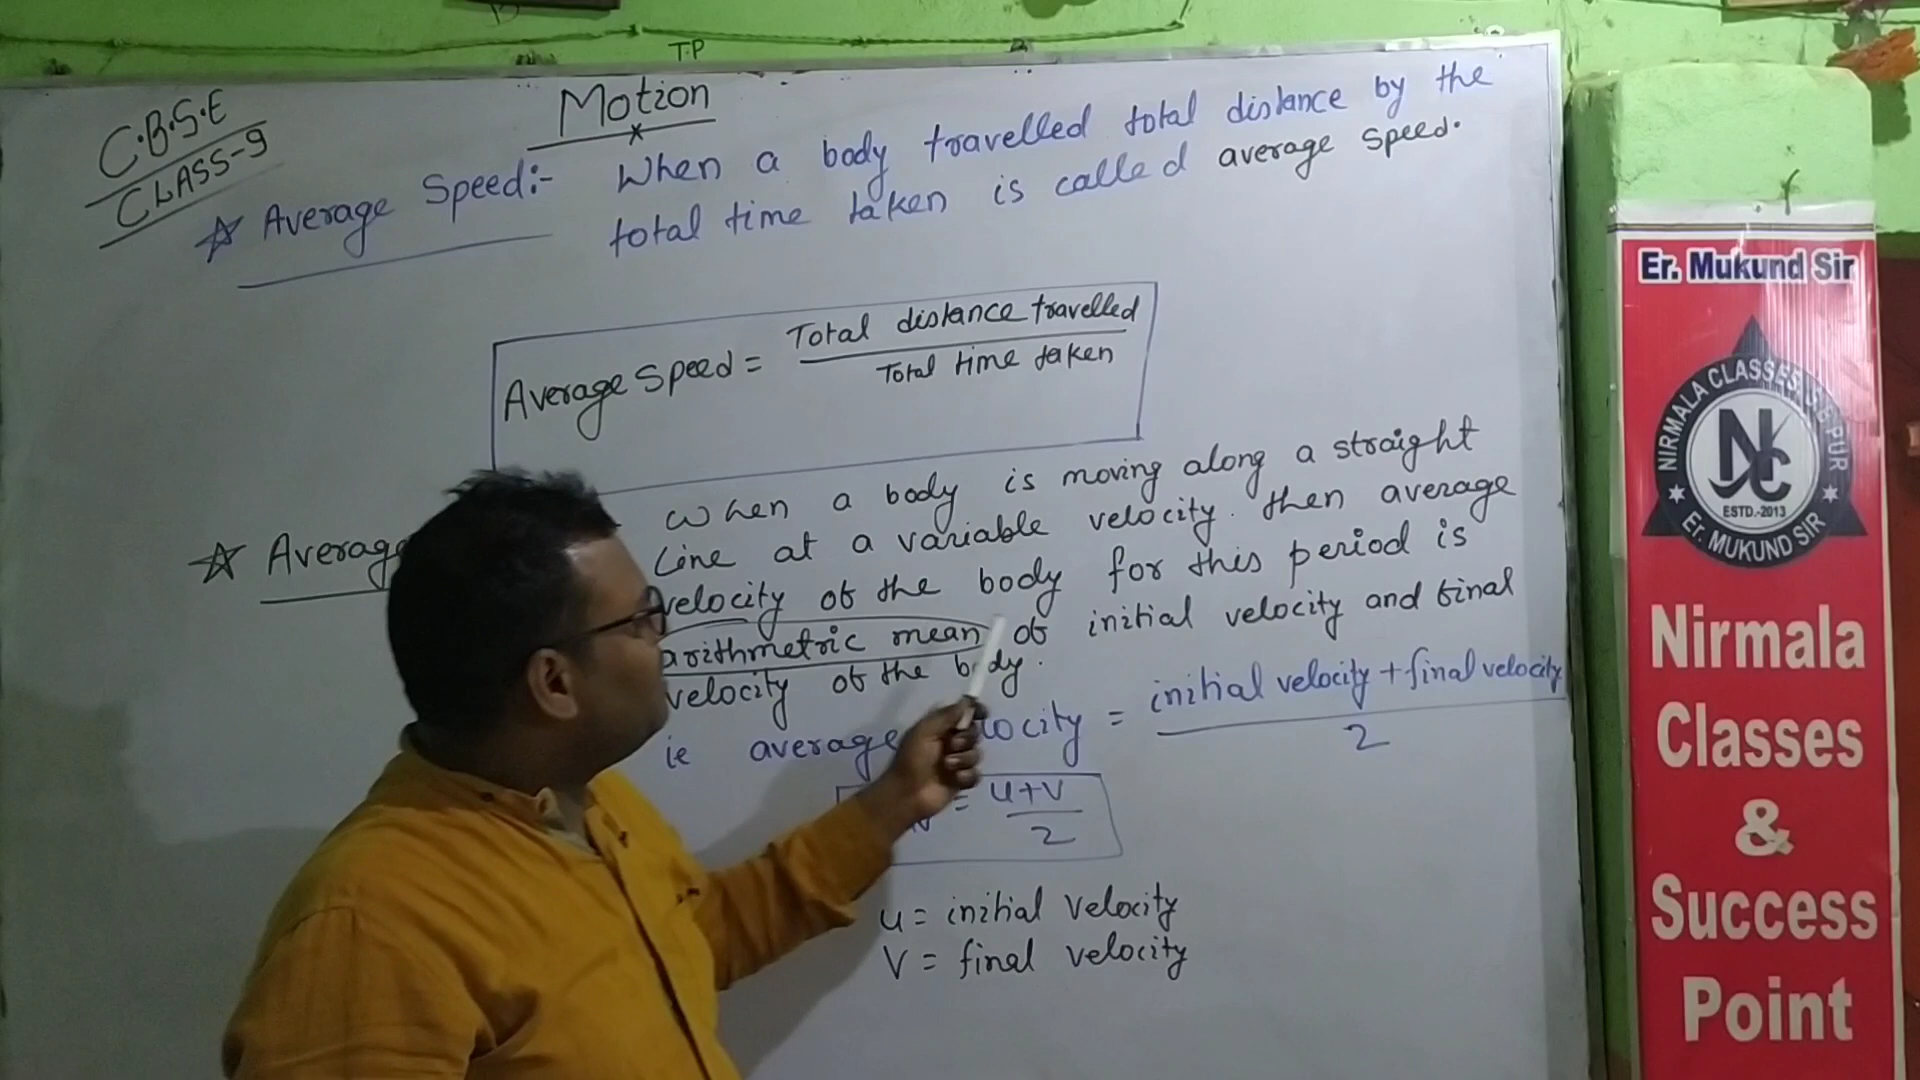 T.P
C.B.S.E
CLASS-9
Motion
Average Speed:- When a body travelled total distance by the
total time taken is called average speed.
Average Speed = Total distance travelled
Total time taken
Average
When a body is moving along a straight
line at a variable velocity. then average
velocity of the body for this period is
arithmetric mean of initial velocity and final
velocity of the body.
ie average = initial velocity + final velocity
2
= u+v
2
u = initial velocity
v = final velocity
Er. Mukund Sir
NIRMALA CLASSES, S.B.PUR
NC
ESTD.-2013
Er. MUKUND SIR
Nirmala
Classes
&
Success
Point